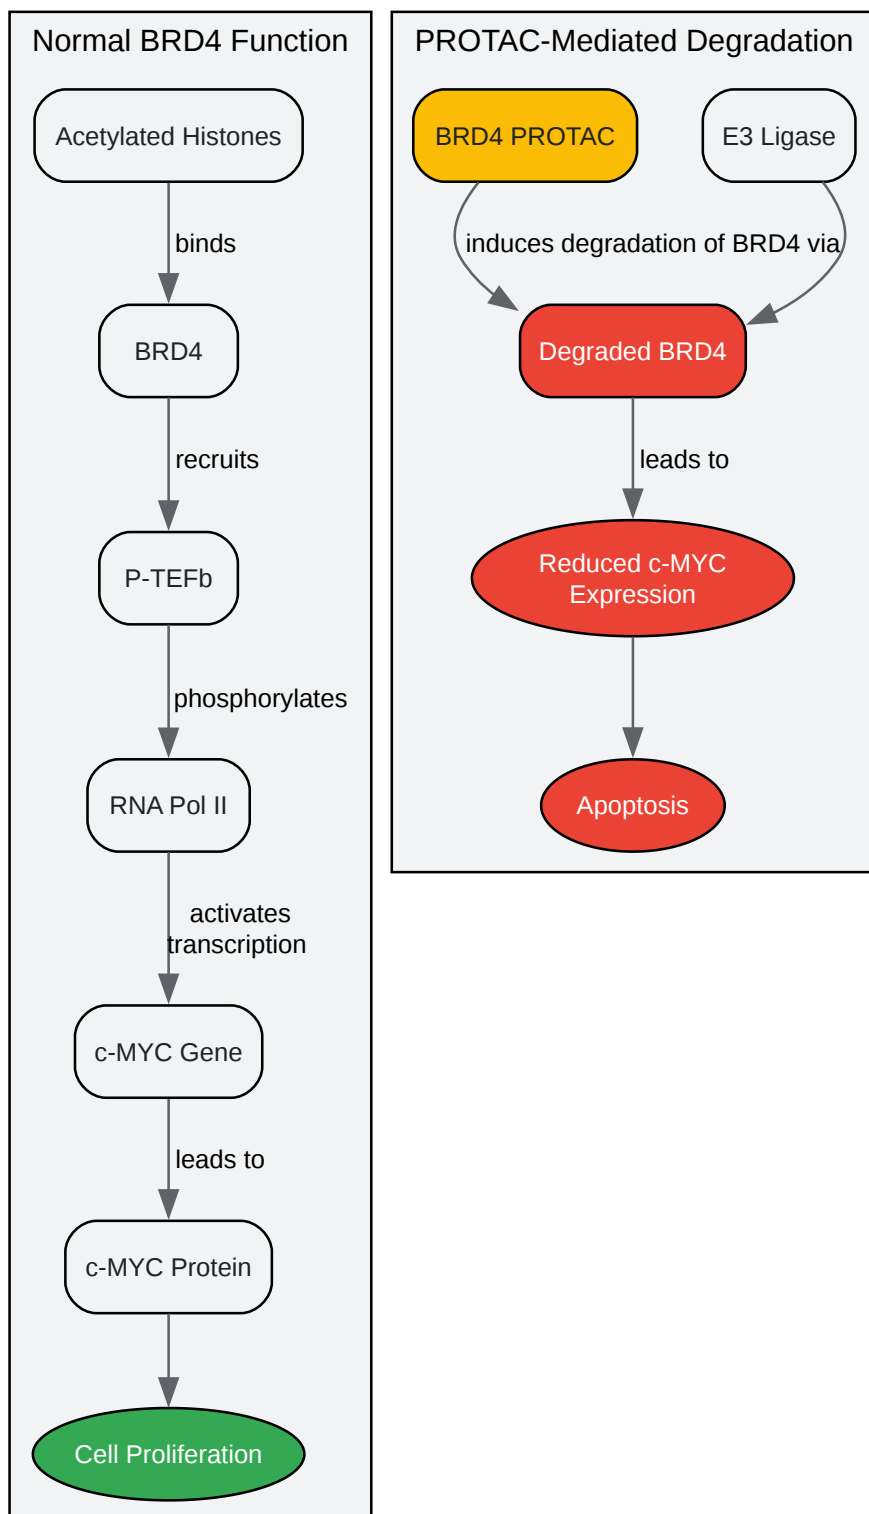 Normal BRD4 Function
Acetylated Histones
binds
BRD4
recruits
P-TEFb
phosphorylates
RNA Pol II
activates
transcription
c-MYC Gene
leads to
c-MYC Protein
Cell Proliferation
PROTAC-Mediated Degradation
BRD4 PROTAC
E3 Ligase
induces degradation of BRD4 via
Degraded BRD4
leads to
Reduced c-MYC
Expression
Apoptosis